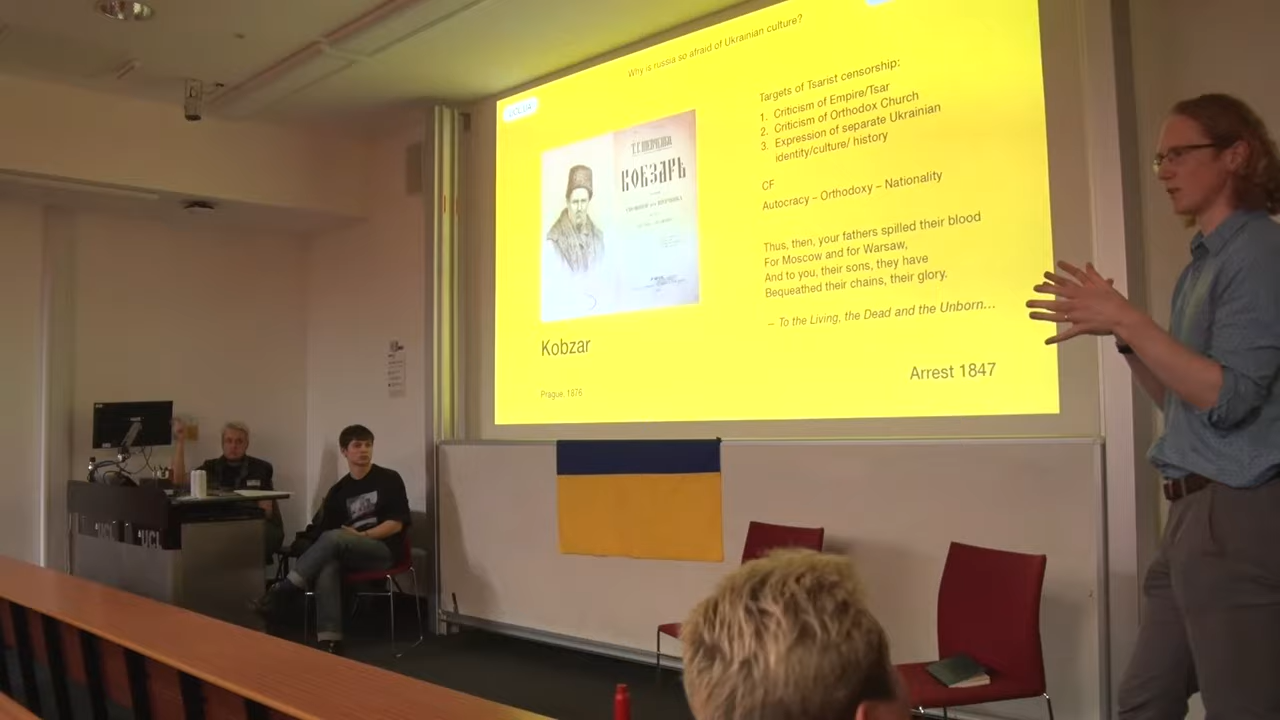 Why is russia so afraid of Ukrainian culture?
Targets of Tsarist censorship:
1. Criticism of Empire/Tsar
2. Criticism of Orthodox Church
3. Expression of separate Ukrainian
identity/culture/ history
CF
Autocracy – Orthodoxy – Nationality
Thus, then, your fathers spilled their blood
For Moscow and for Warsaw,
And to you, their sons, they have
Bequeathed their chains, their glory.
– To the Living, the Dead and the Unborn…
Arrest 1847
КОБЗАРЬ
Kobzar
Prague, 1876
UCL